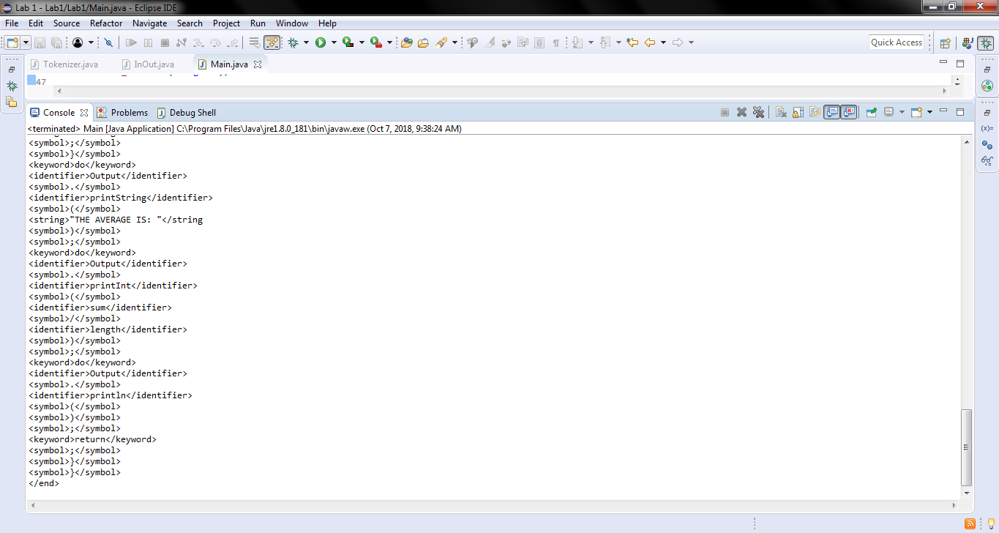 Lab 1 - Lab1/Lab1/Main.java - Eclipse IDE
File Edit Source Refactor Navigate Search Project Run Window Help
Quick Access
Tokenizer.java InOut.java Main.java
47
Console Problems Debug Shell
<terminated> Main [Java Application] C:\Program Files\Java\jre1.8.0_181\bin\javaw.exe (Oct 7, 2018, 9:38:24 AM)
<symbol>;</symbol>
<symbol>}</symbol>
<keyword>do</keyword>
<identifier>Output</identifier>
<symbol>.</symbol>
<identifier>printString</identifier>
<symbol>(</symbol>
<string>"THE AVERAGE IS: "</string
<symbol>)</symbol>
<symbol>;</symbol>
<keyword>do</keyword>
<identifier>Output</identifier>
<symbol>.</symbol>
<identifier>printInt</identifier>
<symbol>(</symbol>
<identifier>sum</identifier>
<symbol>/</symbol>
<identifier>length</identifier>
<symbol>)</symbol>
<symbol>;</symbol>
<keyword>do</keyword>
<identifier>Output</identifier>
<symbol>.</symbol>
<identifier>println</identifier>
<symbol>(</symbol>
<symbol>)</symbol>
<symbol>;</symbol>
<keyword>return</keyword>
<symbol>;</symbol>
<symbol>}</symbol>
<symbol>}</symbol>
</end>